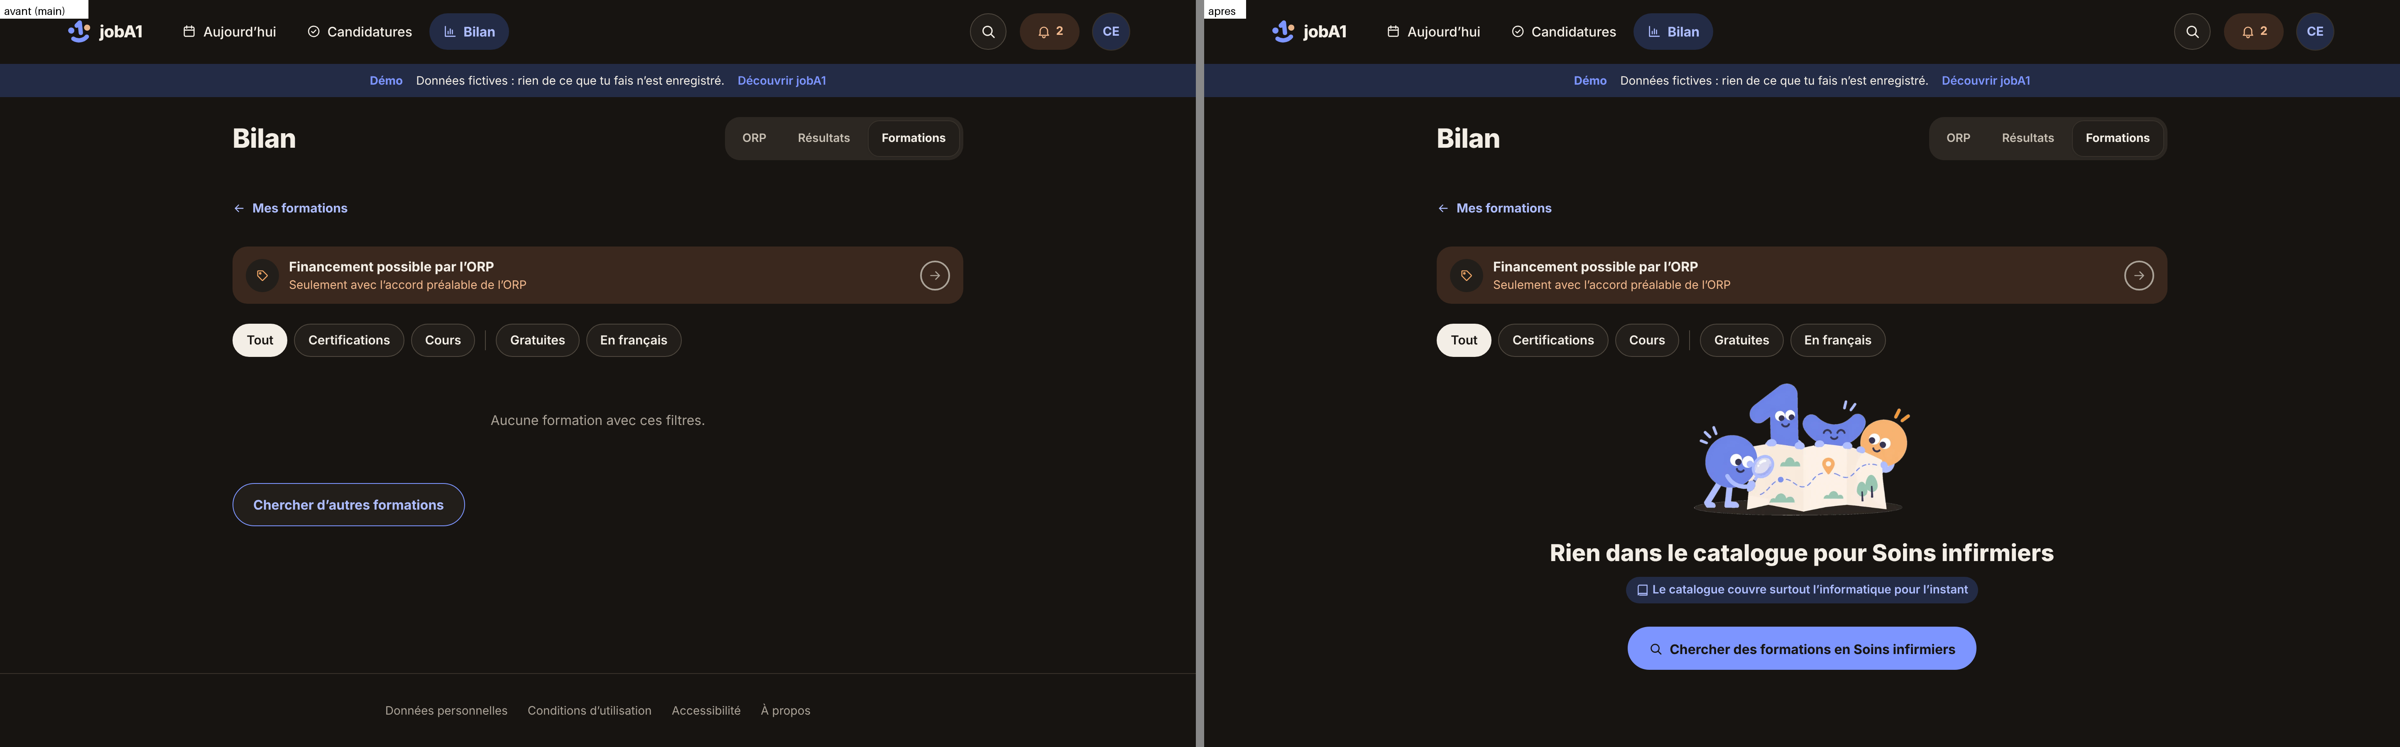 avant (main)
jobA1
Aujourd’hui
Candidatures
Bilan
2
CE
Démo Données fictives : rien de ce que tu fais n’est enregistré. Découvrir jobA1
Bilan
ORP
Résultats
Formations
← Mes formations
Financement possible par l’ORP
Seulement avec l’accord préalable de l’ORP
Tout
Certifications
Cours
Gratuites
En français
Aucune formation avec ces filtres.
Chercher d’autres formations
Données personnelles
Conditions d’utilisation
Accessibilité
À propos
apres
jobA1
Aujourd’hui
Candidatures
Bilan
2
CE
Démo Données fictives : rien de ce que tu fais n’est enregistré. Découvrir jobA1
Bilan
ORP
Résultats
Formations
← Mes formations
Financement possible par l’ORP
Seulement avec l’accord préalable de l’ORP
Tout
Certifications
Cours
Gratuites
En français
Rien dans le catalogue pour Soins infirmiers
Le catalogue couvre surtout l’informatique pour l’instant
Chercher des formations en Soins infirmiers